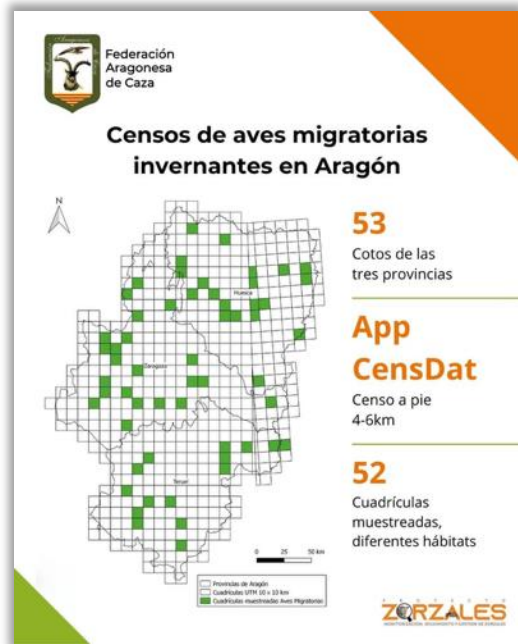 Federación
Aragonesa
de Caza
Censos de aves migratorias
invernantes en Aragón
N
53
Cotos de las
tres provincias
App
CensDat
Censo a pie
4-6km
52
Cuadrículas
muestreadas,
diferentes hábitats
Huesca
Zaragoza
Teruel
0 25 50 km
Provincias de Aragón
Cuadrículas UTM 10 x 10 km
Cuadrículas muestreadas Aves Migratorias
PROYECTO
ZORZALES